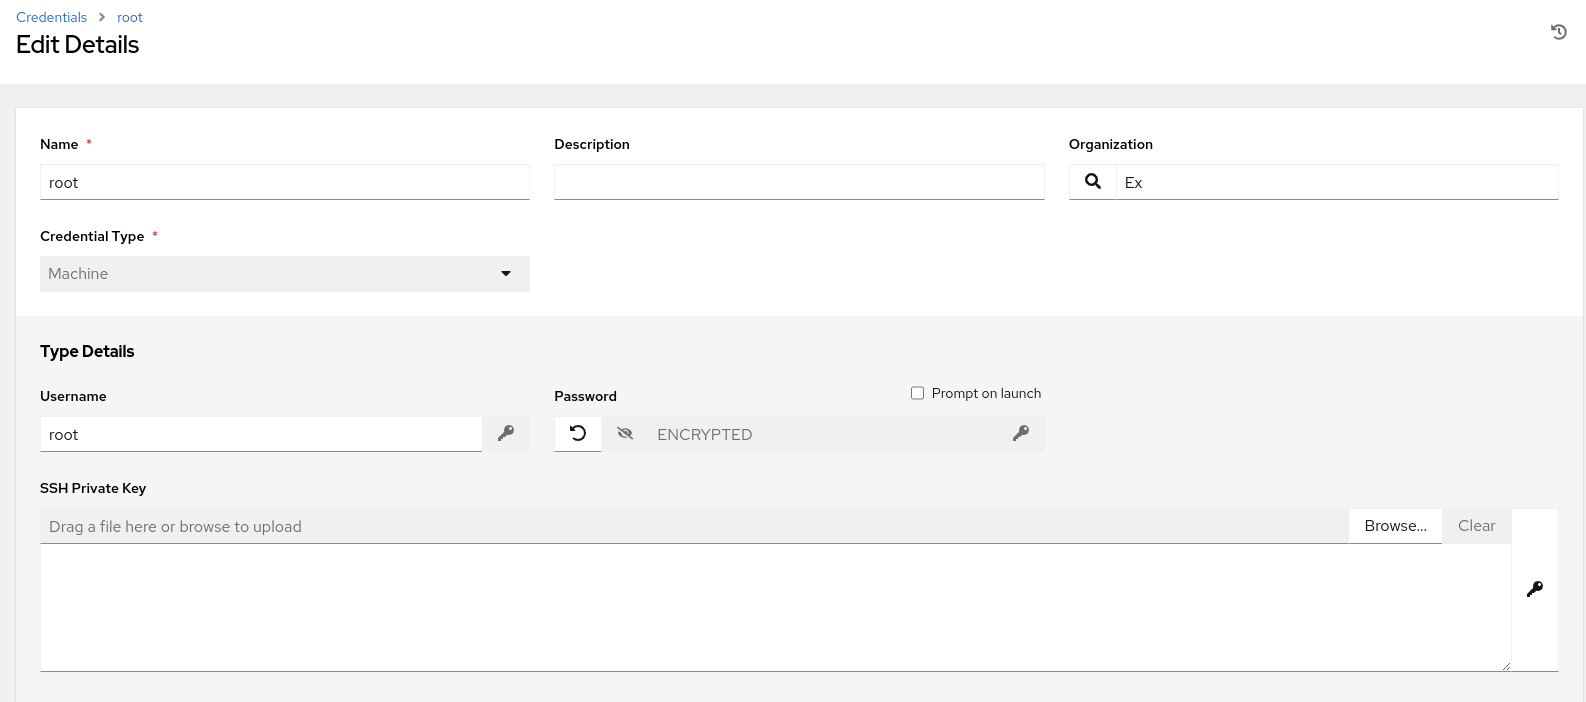 Credentials > root
Edit Details
Name *
Description
Organization
root
Ex
Credential Type *
Machine
Type Details
Username
Password
Prompt on launch
root
ENCRYPTED
SSH Private Key
Drag a file here or browse to upload
Browse...
Clear